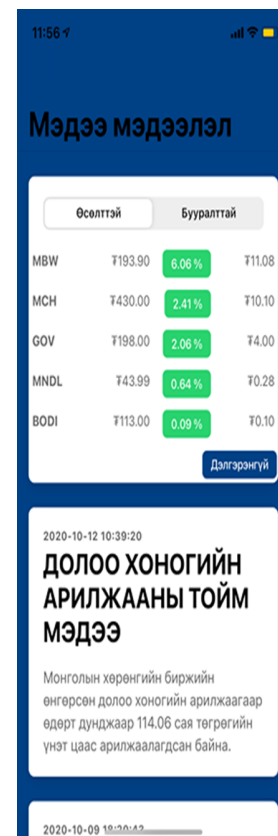 11:56
Мэдээ мэдээлэл
Өсөлттэй Бууралттай
MBW ₮193.90 6.06 % ₮11.08
MCH ₮430.00 2.41 % ₮10.10
GOV ₮198.00 2.06 % ₮4.00
MNDL ₮43.99 0.64 % ₮0.28
BODI ₮113.00 0.09 % ₮0.10
Дэлгэрэнгүй
2020-10-12 10:39:20
ДОЛОО ХОНОГИЙН
АРИЛЖААНЫ ТОЙМ
МЭДЭЭ
Монголын хөрөнгийн биржийн
өнгөрсөн долоо хоногийн арилжаагаар
өдөрт дунджаар 114.06 сая төгрөгийн
үнэт цаас арилжаалагдсан байна.
2020-10-09